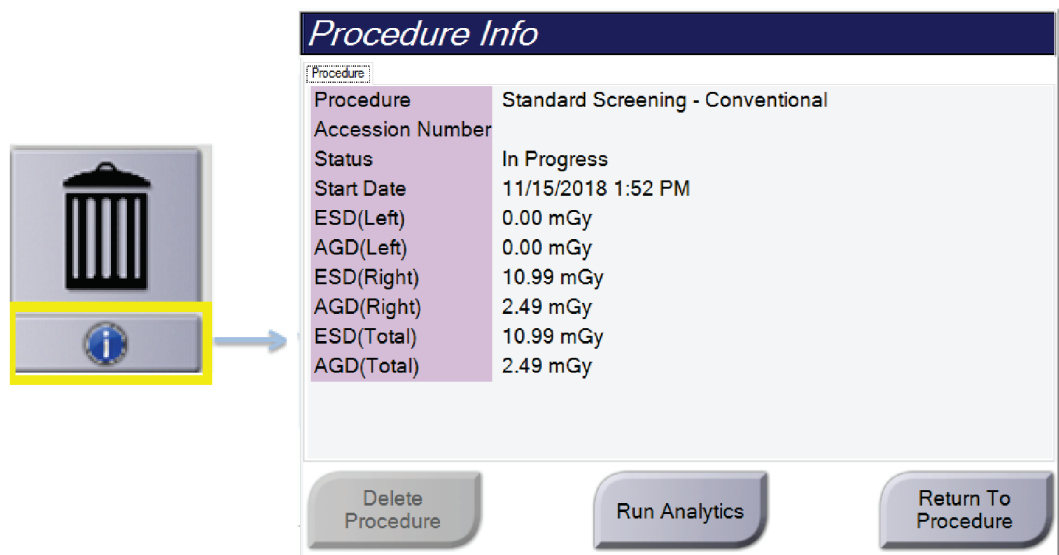 Procedure Info
Procedure
Procedure Standard Screening - Conventional
Accession Number
Status In Progress
Start Date 11/15/2018 1:52 PM
ESD(Left) 0.00 mGy
AGD(Left) 0.00 mGy
ESD(Right) 10.99 mGy
AGD(Right) 2.49 mGy
ESD(Total) 10.99 mGy
AGD(Total) 2.49 mGy
Delete
Procedure
Run Analytics
Return To
Procedure